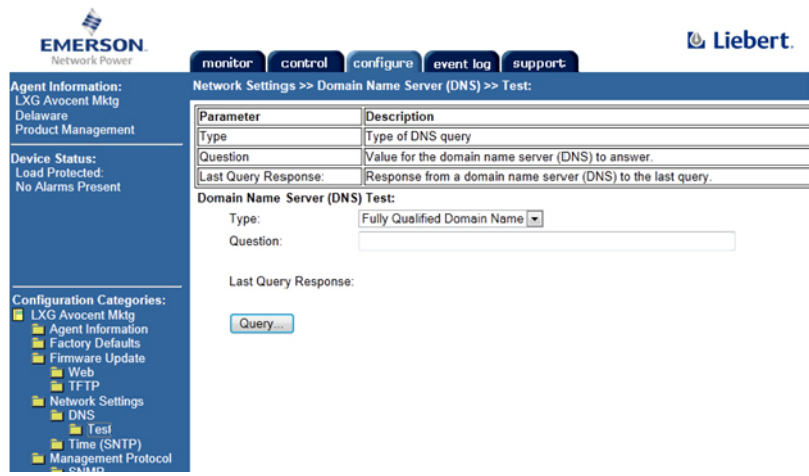 EMERSON.
Network Power
Liebert.
monitor
control
configure
event log
support
Agent Information:
LXG Avocent Mktg
Delaware
Product Management
Device Status:
Load Protected:
No Alarms Present
Configuration Categories:
LXG Avocent Mktg
Agent Information
Factory Defaults
Firmware Update
Web
TFTP
Network Settings
DNS
Test
Time (SNTP)
Management Protocol
SNMP
Network Settings >> Domain Name Server (DNS) >> Test:
Parameter Description
Type Type of DNS query
Question Value for the domain name server (DNS) to answer.
Last Query Response: Response from a domain name server (DNS) to the last query.
Domain Name Server (DNS) Test:
Type: Fully Qualified Domain Name
Question:
Last Query Response:
Query...